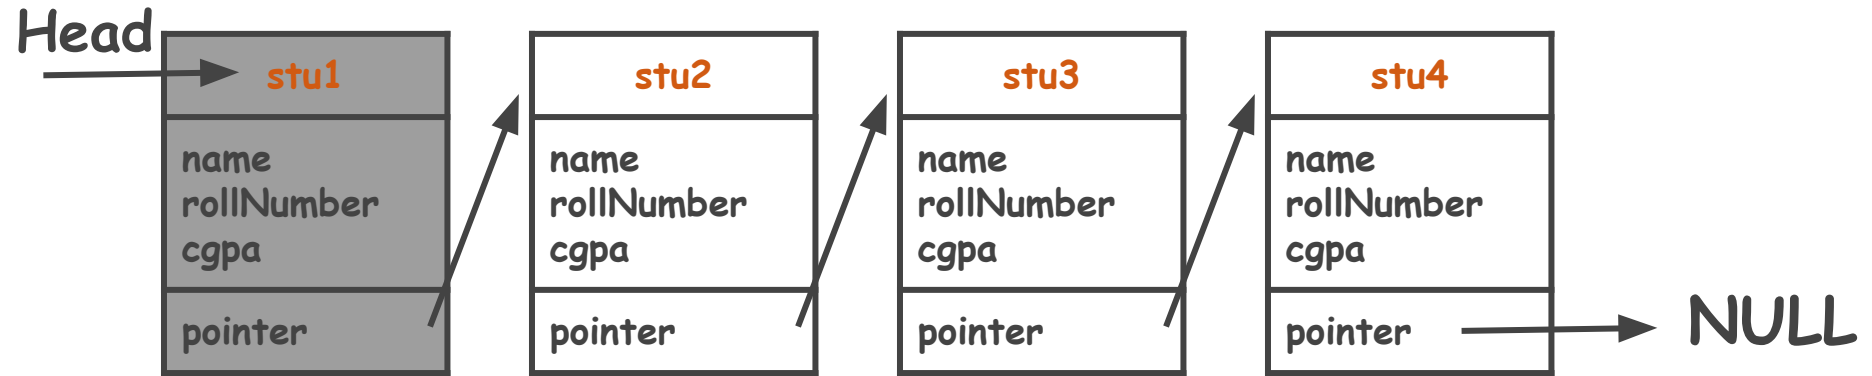 Head
stu1
name
rollNumber
cgpa
pointer
stu2
name
rollNumber
cgpa
pointer
stu3
name
rollNumber
cgpa
pointer
stu4
name
rollNumber
cgpa
pointer
NULL